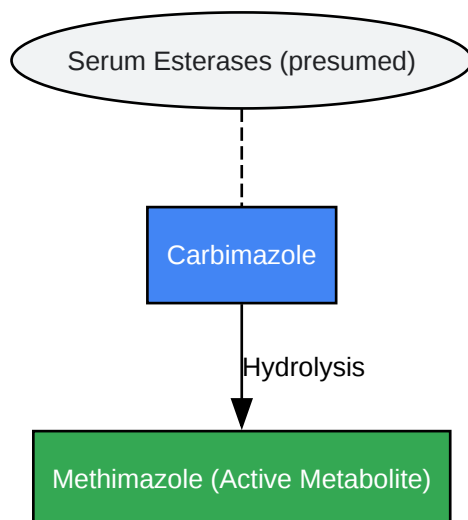 Serum Esterases (presumed)
Carbimazole
Hydrolysis
Methimazole (Active Metabolite)